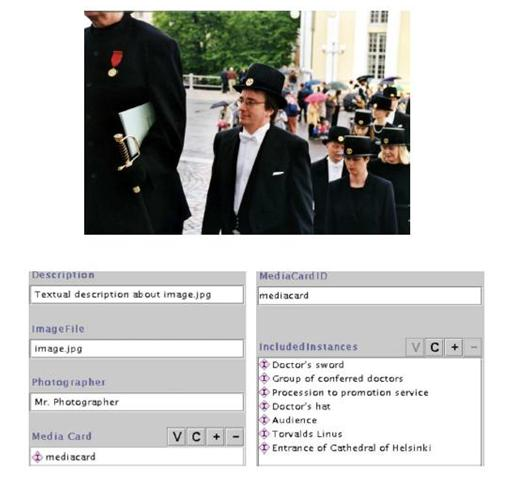 Description
Textual description about image.jpg
ImageFile
image.jpg
Photographer
Mr. Photographer
Media Card
V C + −
mediacard
MediaCardID
mediacard
IncludedInstances
V C + −
Doctor's sword
Group of conferred doctors
Procession to promotion service
Doctor's hat
Audience
Torvalds Linus
Entrance of Cathedral of Helsinki